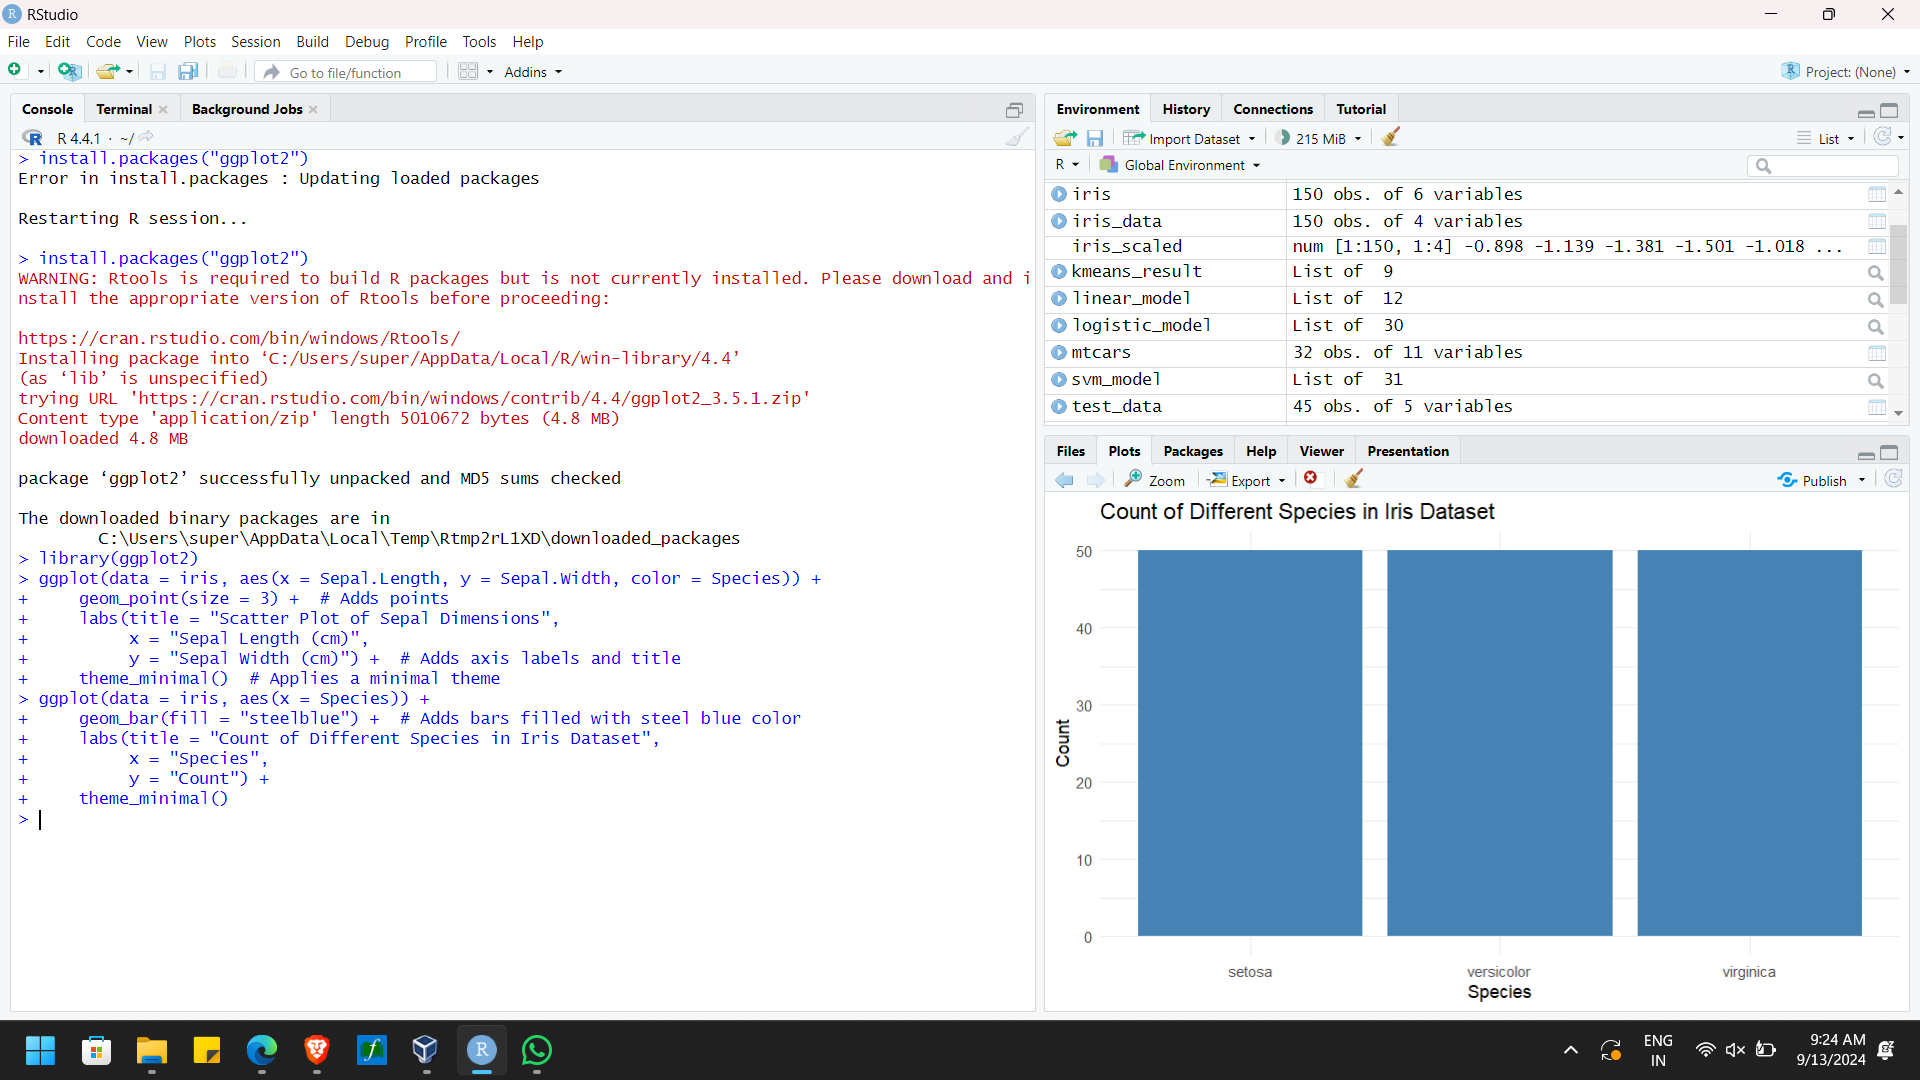 RStudio
File Edit Code View Plots Session Build Debug Profile Tools Help
Go to file/function Addins Project: (None)
Console Terminal Background Jobs
R 4.4.1 · ~/
> install.packages("ggplot2")
Error in install.packages : Updating loaded packages
Restarting R session...
> install.packages("ggplot2")
WARNING: Rtools is required to build R packages but is not currently installed. Please download and i
nstall the appropriate version of Rtools before proceeding:
https://cran.rstudio.com/bin/windows/Rtools/
Installing package into ‘C:/Users/super/AppData/Local/R/win-library/4.4’
(as ‘lib’ is unspecified)
trying URL 'https://cran.rstudio.com/bin/windows/contrib/4.4/ggplot2_3.5.1.zip'
Content type 'application/zip' length 5010672 bytes (4.8 MB)
downloaded 4.8 MB
package ‘ggplot2’ successfully unpacked and MD5 sums checked
The downloaded binary packages are in
C:\Users\super\AppData\Local\Temp\Rtmp2rL1XD\downloaded_packages
> library(ggplot2)
> ggplot(data = iris, aes(x = Sepal.Length, y = Sepal.Width, color = Species)) +
+ geom_point(size = 3) + # Adds points
+ labs(title = "Scatter Plot of Sepal Dimensions",
+ x = "Sepal Length (cm)",
+ y = "Sepal Width (cm)") + # Adds axis labels and title
+ theme_minimal() # Applies a minimal theme
> ggplot(data = iris, aes(x = Species)) +
+ geom_bar(fill = "steelblue") + # Adds bars filled with steel blue color
+ labs(title = "Count of Different Species in Iris Dataset",
+ x = "Species",
+ y = "Count") +
+ theme_minimal()
>
Environment History Connections Tutorial
Import Dataset 215 MiB List
R Global Environment
iris 150 obs. of 6 variables
iris_data 150 obs. of 4 variables
iris_scaled num [1:150, 1:4] -0.898 -1.139 -1.381 -1.501 -1.018 ...
kmeans_result List of 9
linear_model List of 12
logistic_model List of 30
mtcars 32 obs. of 11 variables
svm_model List of 31
test_data 45 obs. of 5 variables
Files Plots Packages Help Viewer Presentation
Zoom Export Publish
Count of Different Species in Iris Dataset
50
40
30
20
10
0
Count
setosa versicolor virginica
Species
ENG
IN
9:24 AM
9/13/2024